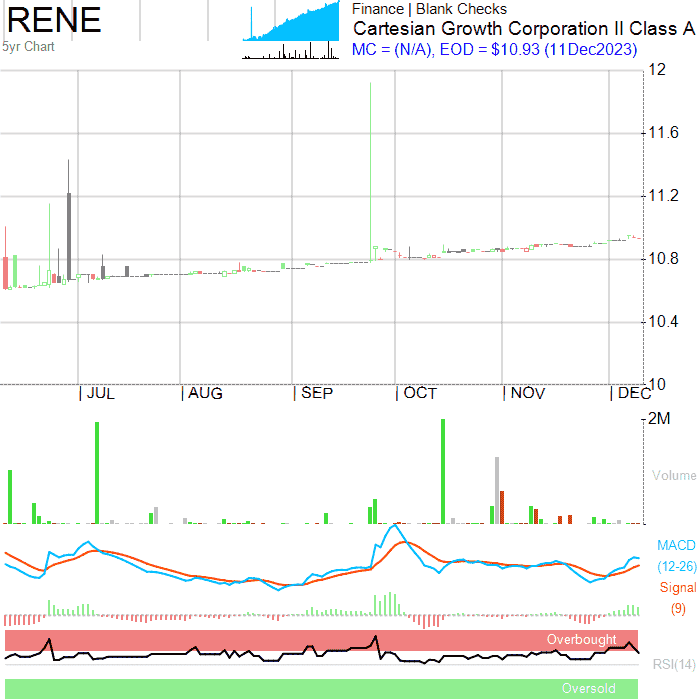 RENE
5yr Chart
Finance | Blank Checks
Cartesian Growth Corporation II Class A
MC = (N/A), EOD = $10.93 (11Dec2023)
12
11.6
11.2
10.8
10.4
10
| JUL | AUG | SEP | OCT | NOV | DEC
2M
Volume
MACD
(12-26)
Signal
(9)
Overbought
RSI(14)
Oversold